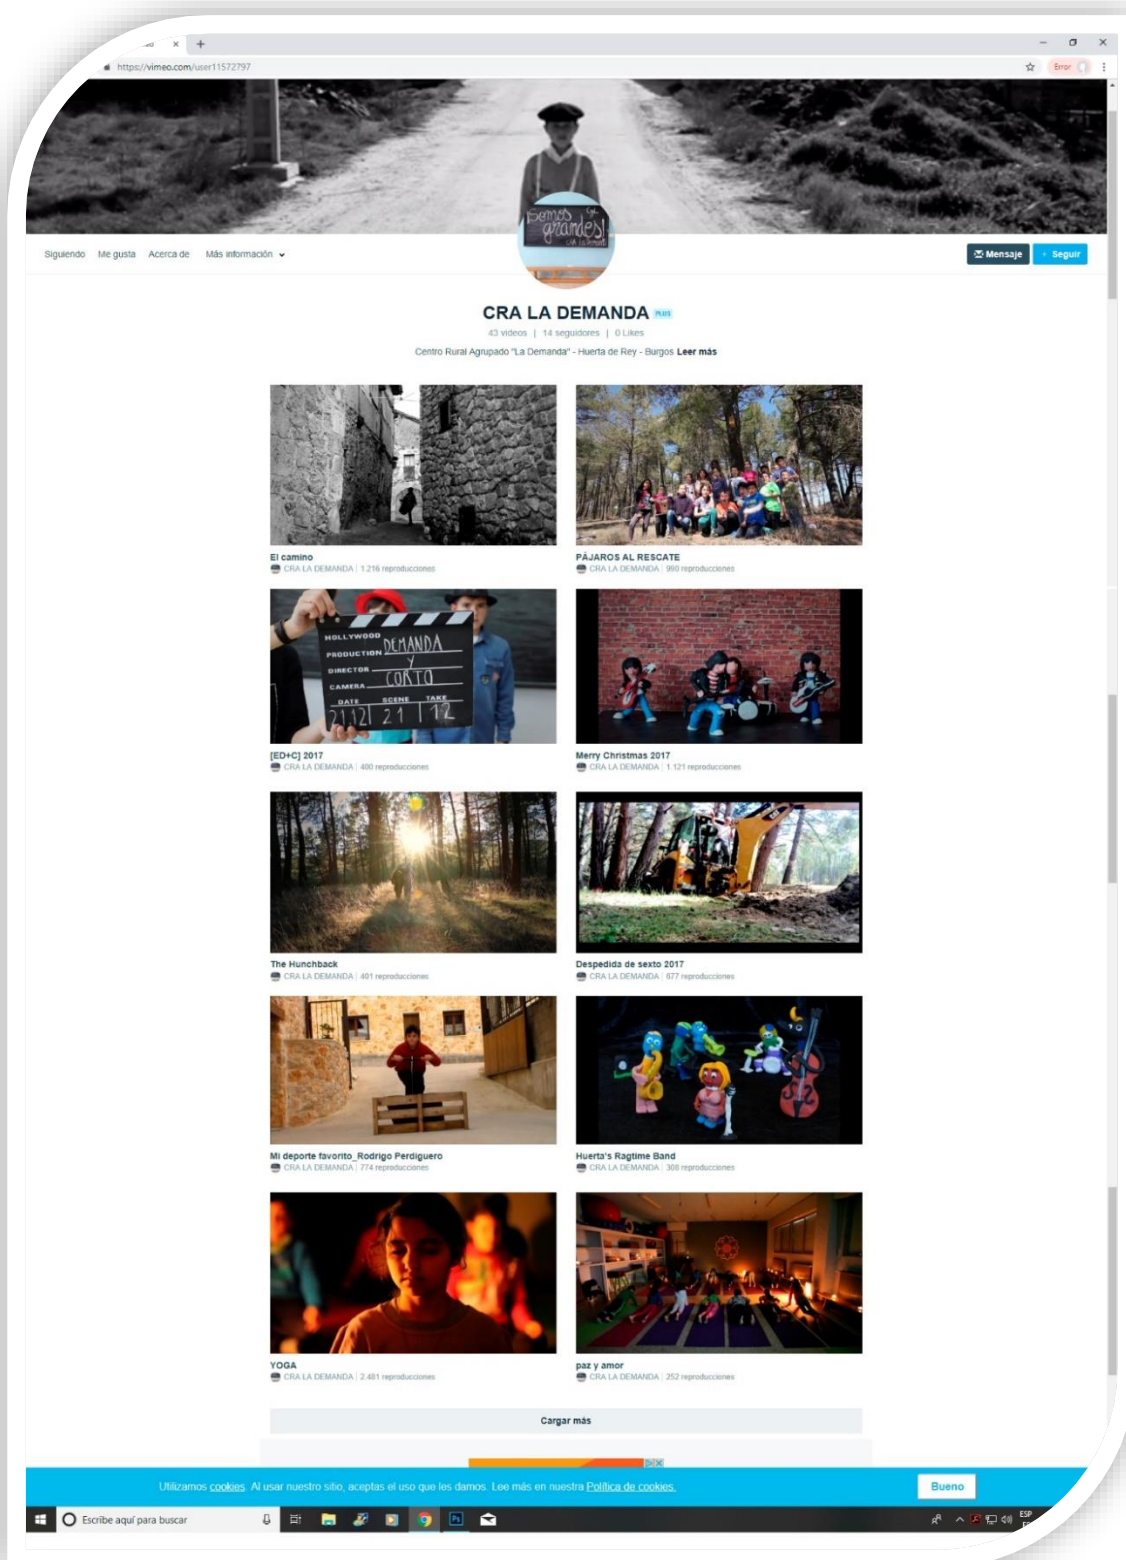 https://vimeo.com/user11572797
Error
¡Somos
grandes!
Siguiendo Me gusta Acerca de Más información
Mensaje + Seguir
CRA LA DEMANDA PLUS
43 videos | 14 seguidores | 0 Likes
Centro Rural Agrupado "La Demanda" - Huerta de Rey - Burgos Leer más
El camino
CRA LA DEMANDA | 1.216 reproducciones
PÁJAROS AL RESCATE
CRA LA DEMANDA | 990 reproducciones
HOLLYWOOD
PRODUCTION DEMANDA
Y
DIRECTOR
CORTO
CAMERA
DATE SCENE TAKE
21 12 21 12
[ED+C] 2017
CRA LA DEMANDA | 400 reproducciones
Merry Christmas 2017
CRA LA DEMANDA | 1.121 reproducciones
The Hunchback
CRA LA DEMANDA | 401 reproducciones
Despedida de sexto 2017
CRA LA DEMANDA | 677 reproducciones
Mi deporte favorito_Rodrigo Perdiguero
CRA LA DEMANDA | 774 reproducciones
Huerta's Ragtime Band
CRA LA DEMANDA | 308 reproducciones
YOGA
CRA LA DEMANDA | 2.481 reproducciones
paz y amor
CRA LA DEMANDA | 252 reproducciones
Cargar más
Utilizamos cookies. Al usar nuestro sitio, aceptas el uso que les damos. Lee más en nuestra Política de cookies.
Bueno
Escribe aquí para buscar
Ps
ESP